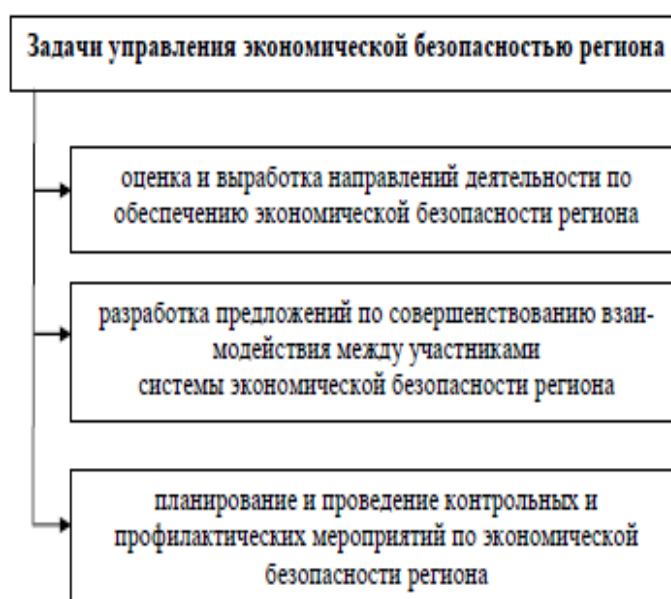 Задачи управления экономической безопасностью региона
оценка и выработка направлений деятельности по
обеспечению экономической безопасности региона
разработка предложений по совершенствованию взаи-
модействия между участниками
системы экономической безопасности региона
планирование и проведение контрольных и
профилактических мероприятий по экономической
безопасности региона